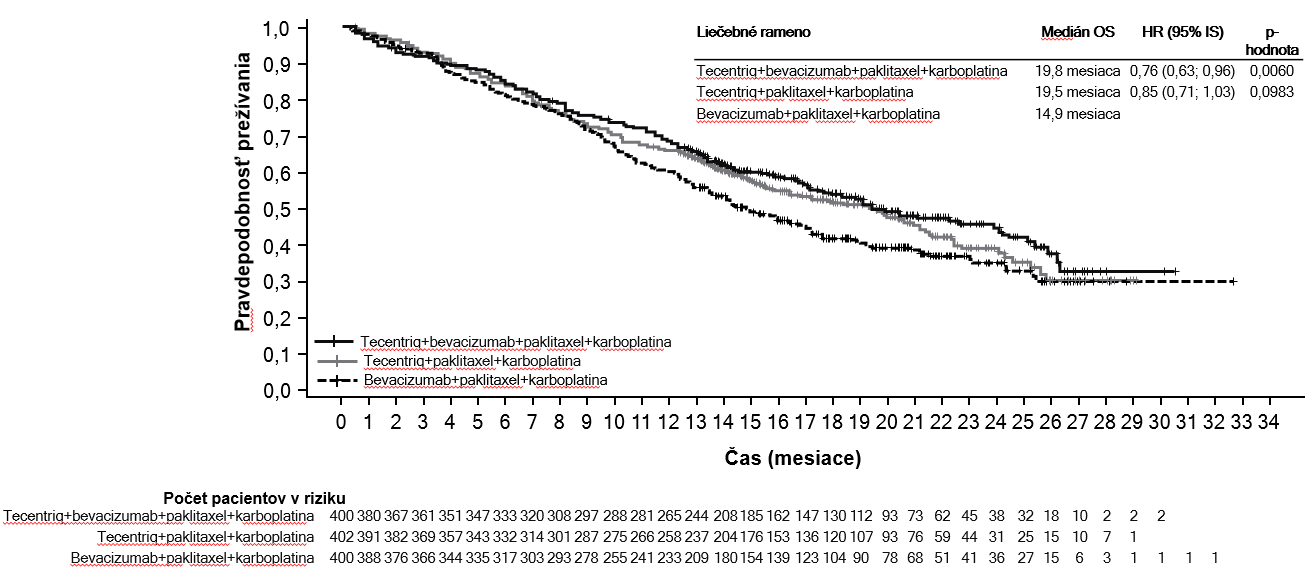 Liečebné rameno Medián OS HR (95% IS) p-
hodnota
Tecentriq+bevacizumab+paklitaxel+karboplatina 19,8 mesiaca 0,76 (0,63; 0,96) 0,0060
Tecentriq+paklitaxel+karboplatina 19,5 mesiaca 0,85 (0,71; 1,03) 0,0983
Bevacizumab+paklitaxel+karboplatina 14,9 mesiaca
Pravdepodobnosť prežívania
1,0
0,9
0,8
0,7
0,6
0,5
0,4
0,3
0,2
0,1
0,0
Tecentriq+bevacizumab+paklitaxel+karboplatina
Tecentriq+paklitaxel+karboplatina
Bevacizumab+paklitaxel+karboplatina
0 1 2 3 4 5 6 7 8 9 10 11 12 13 14 15 16 17 18 19 20 21 22 23 24 25 26 27 28 29 30 31 32 33 34
Čas (mesiace)
Počet pacientov v riziku
Tecentriq+bevacizumab+paklitaxel+karboplatina 400 380 367 361 351 347 333 320 308 297 288 281 265 244 208 185 162 147 130 112 93 73 62 45 38 32 18 10 2 2 2
Tecentriq+paklitaxel+karboplatina 402 391 382 369 357 343 332 314 301 287 275 266 258 237 204 176 153 136 120 107 93 76 59 44 31 25 15 10 7 1
Bevacizumab+paklitaxel+karboplatina 400 388 376 366 344 335 317 303 293 278 255 241 233 209 180 154 139 123 104 90 78 68 51 41 36 27 15 6 3 1 1 1 1